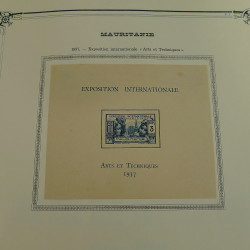 MAURITANIE
1937. — Exposition internationale « Arts et Techniques ».
EXPOSITION INTERNATIONALE
ARTS ET TECHNIQUES
1937